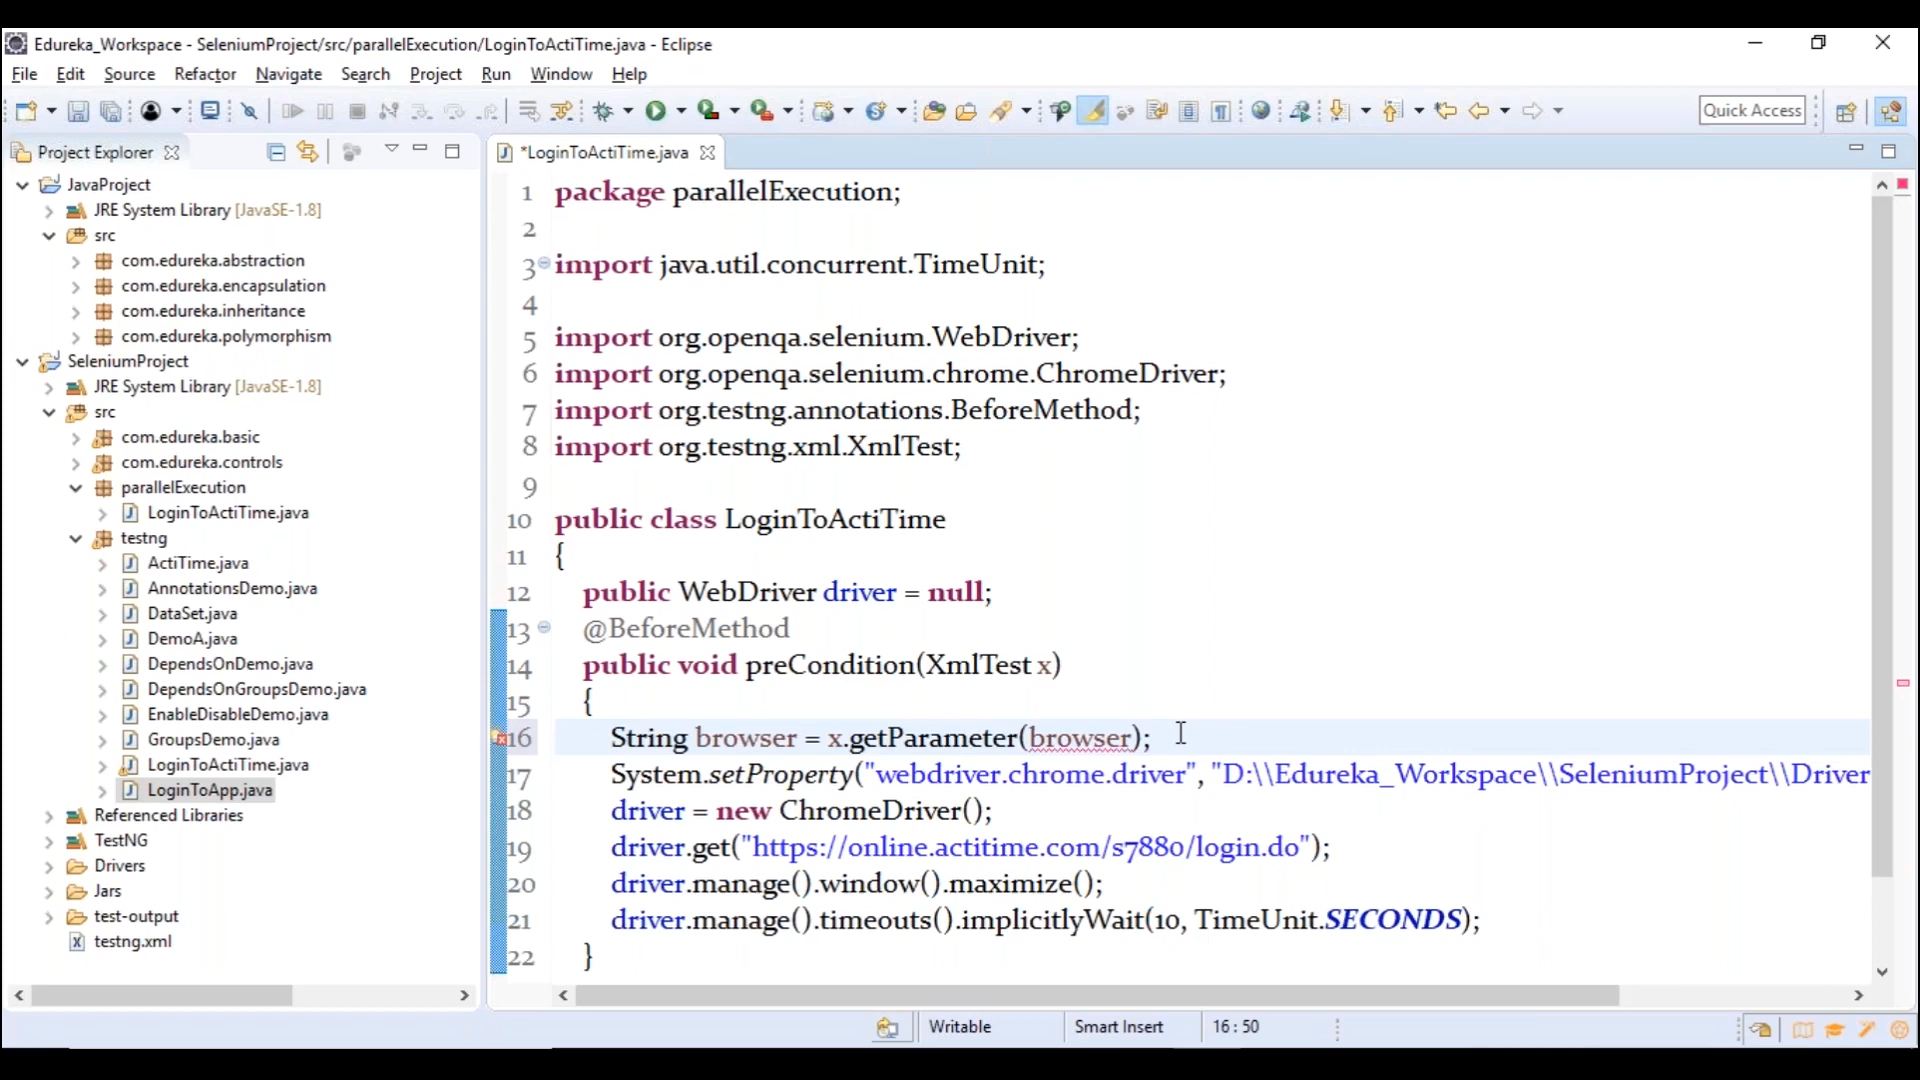 Edureka_Workspace - SeleniumProject/src/parallelExecution/LoginToActiTime.java - Eclipse
File Edit Source Refactor Navigate Search Project Run Window Help
Quick Access
Project Explorer
JavaProject
JRE System Library [JavaSE-1.8]
src
com.edureka.abstraction
com.edureka.encapsulation
com.edureka.inheritance
com.edureka.polymorphism
SeleniumProject
JRE System Library [JavaSE-1.8]
src
com.edureka.basic
com.edureka.controls
parallelExecution
LoginToActiTime.java
testng
ActiTime.java
AnnotationsDemo.java
DataSet.java
DemoA.java
DependsOnDemo.java
DependsOnGroupsDemo.java
EnableDisableDemo.java
GroupsDemo.java
LoginToActiTime.java
LoginToApp.java
Referenced Libraries
TestNG
Drivers
Jars
test-output
testng.xml
*LoginToActiTime.java
1 package parallelExecution;
2
3 import java.util.concurrent.TimeUnit;
4
5 import org.openqa.selenium.WebDriver;
6 import org.openqa.selenium.chrome.ChromeDriver;
7 import org.testng.annotations.BeforeMethod;
8 import org.testng.xml.XmlTest;
9
10 public class LoginToActiTime
11 {
12 public WebDriver driver = null;
13 @BeforeMethod
14 public void preCondition(XmlTest x)
15 {
16 String browser = x.getParameter(browser);
17 System.setProperty("webdriver.chrome.driver", "D:\\Edureka_Workspace\\SeleniumProject\\Driver
18 driver = new ChromeDriver();
19 driver.get("https://online.actitime.com/s7880/login.do");
20 driver.manage().window().maximize();
21 driver.manage().timeouts().implicitlyWait(10, TimeUnit.SECONDS);
22 }
Writable Smart Insert 16 : 50